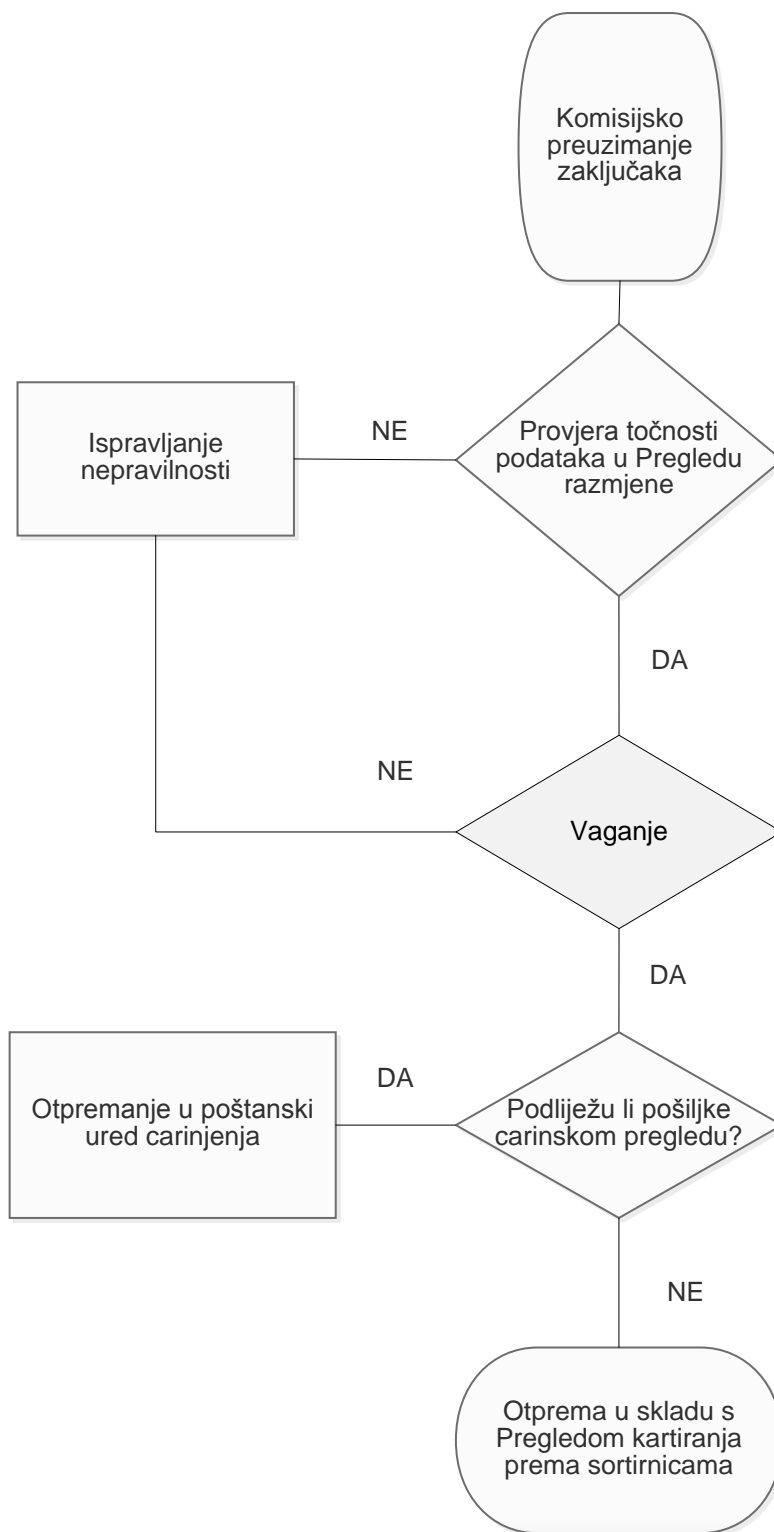 Komisijsko
preuzimanje
zaključaka
NE
Provjera točnosti
podataka u Pregledu
razmjene
Ispravljanje
nepravilnosti
DA
NE
Vaganje
DA
DA
Otpremanje u poštanski
ured carinjenja
Podliježu li pošiljke
carinskom pregledu?
NE
Otprema u skladu s
Pregledom kartiranja
prema sortirnicama